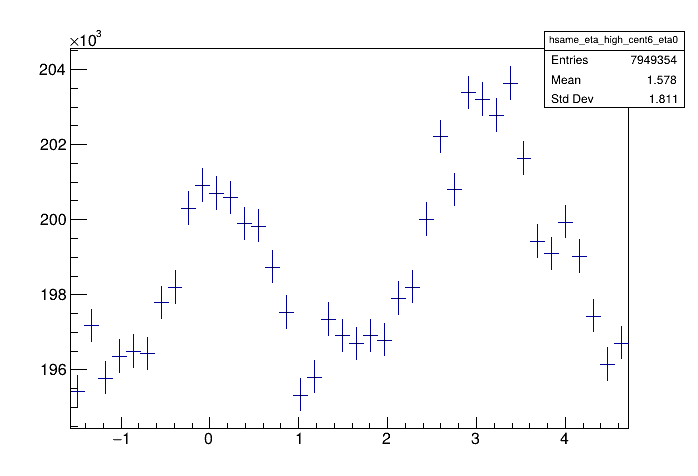 ×10³
hsame_eta_high_cent6_eta0
Entries 7949354
Mean 1.578
Std Dev 1.811
204
202
200
198
196
−1 0 1 2 3 4